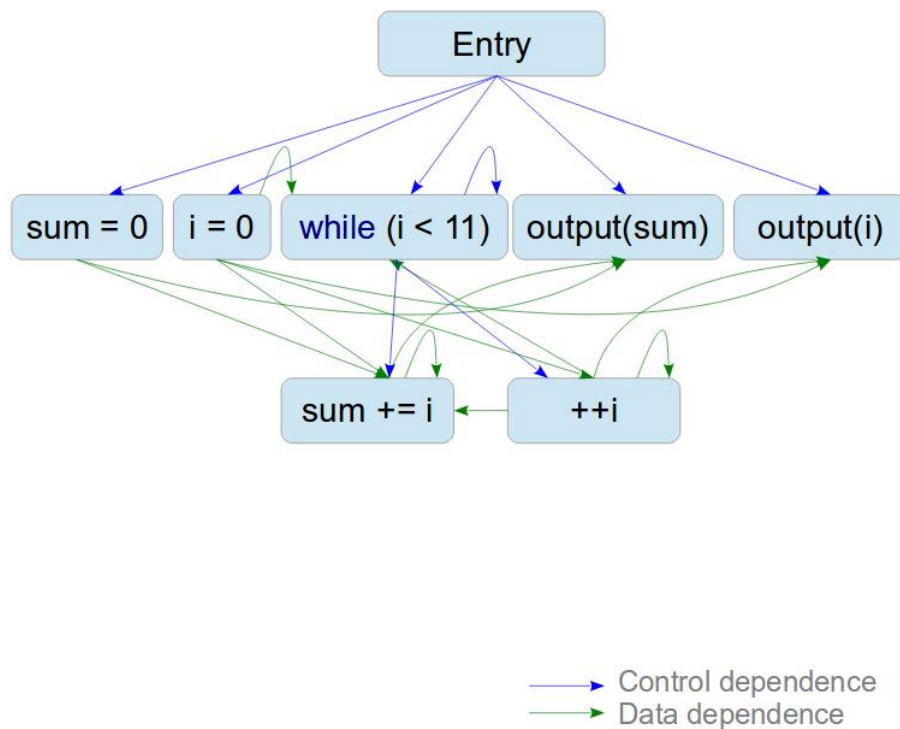 Entry
sum = 0
i = 0
while (i < 11)
output(sum)
output(i)
sum += i
++i
Control dependence
Data dependence